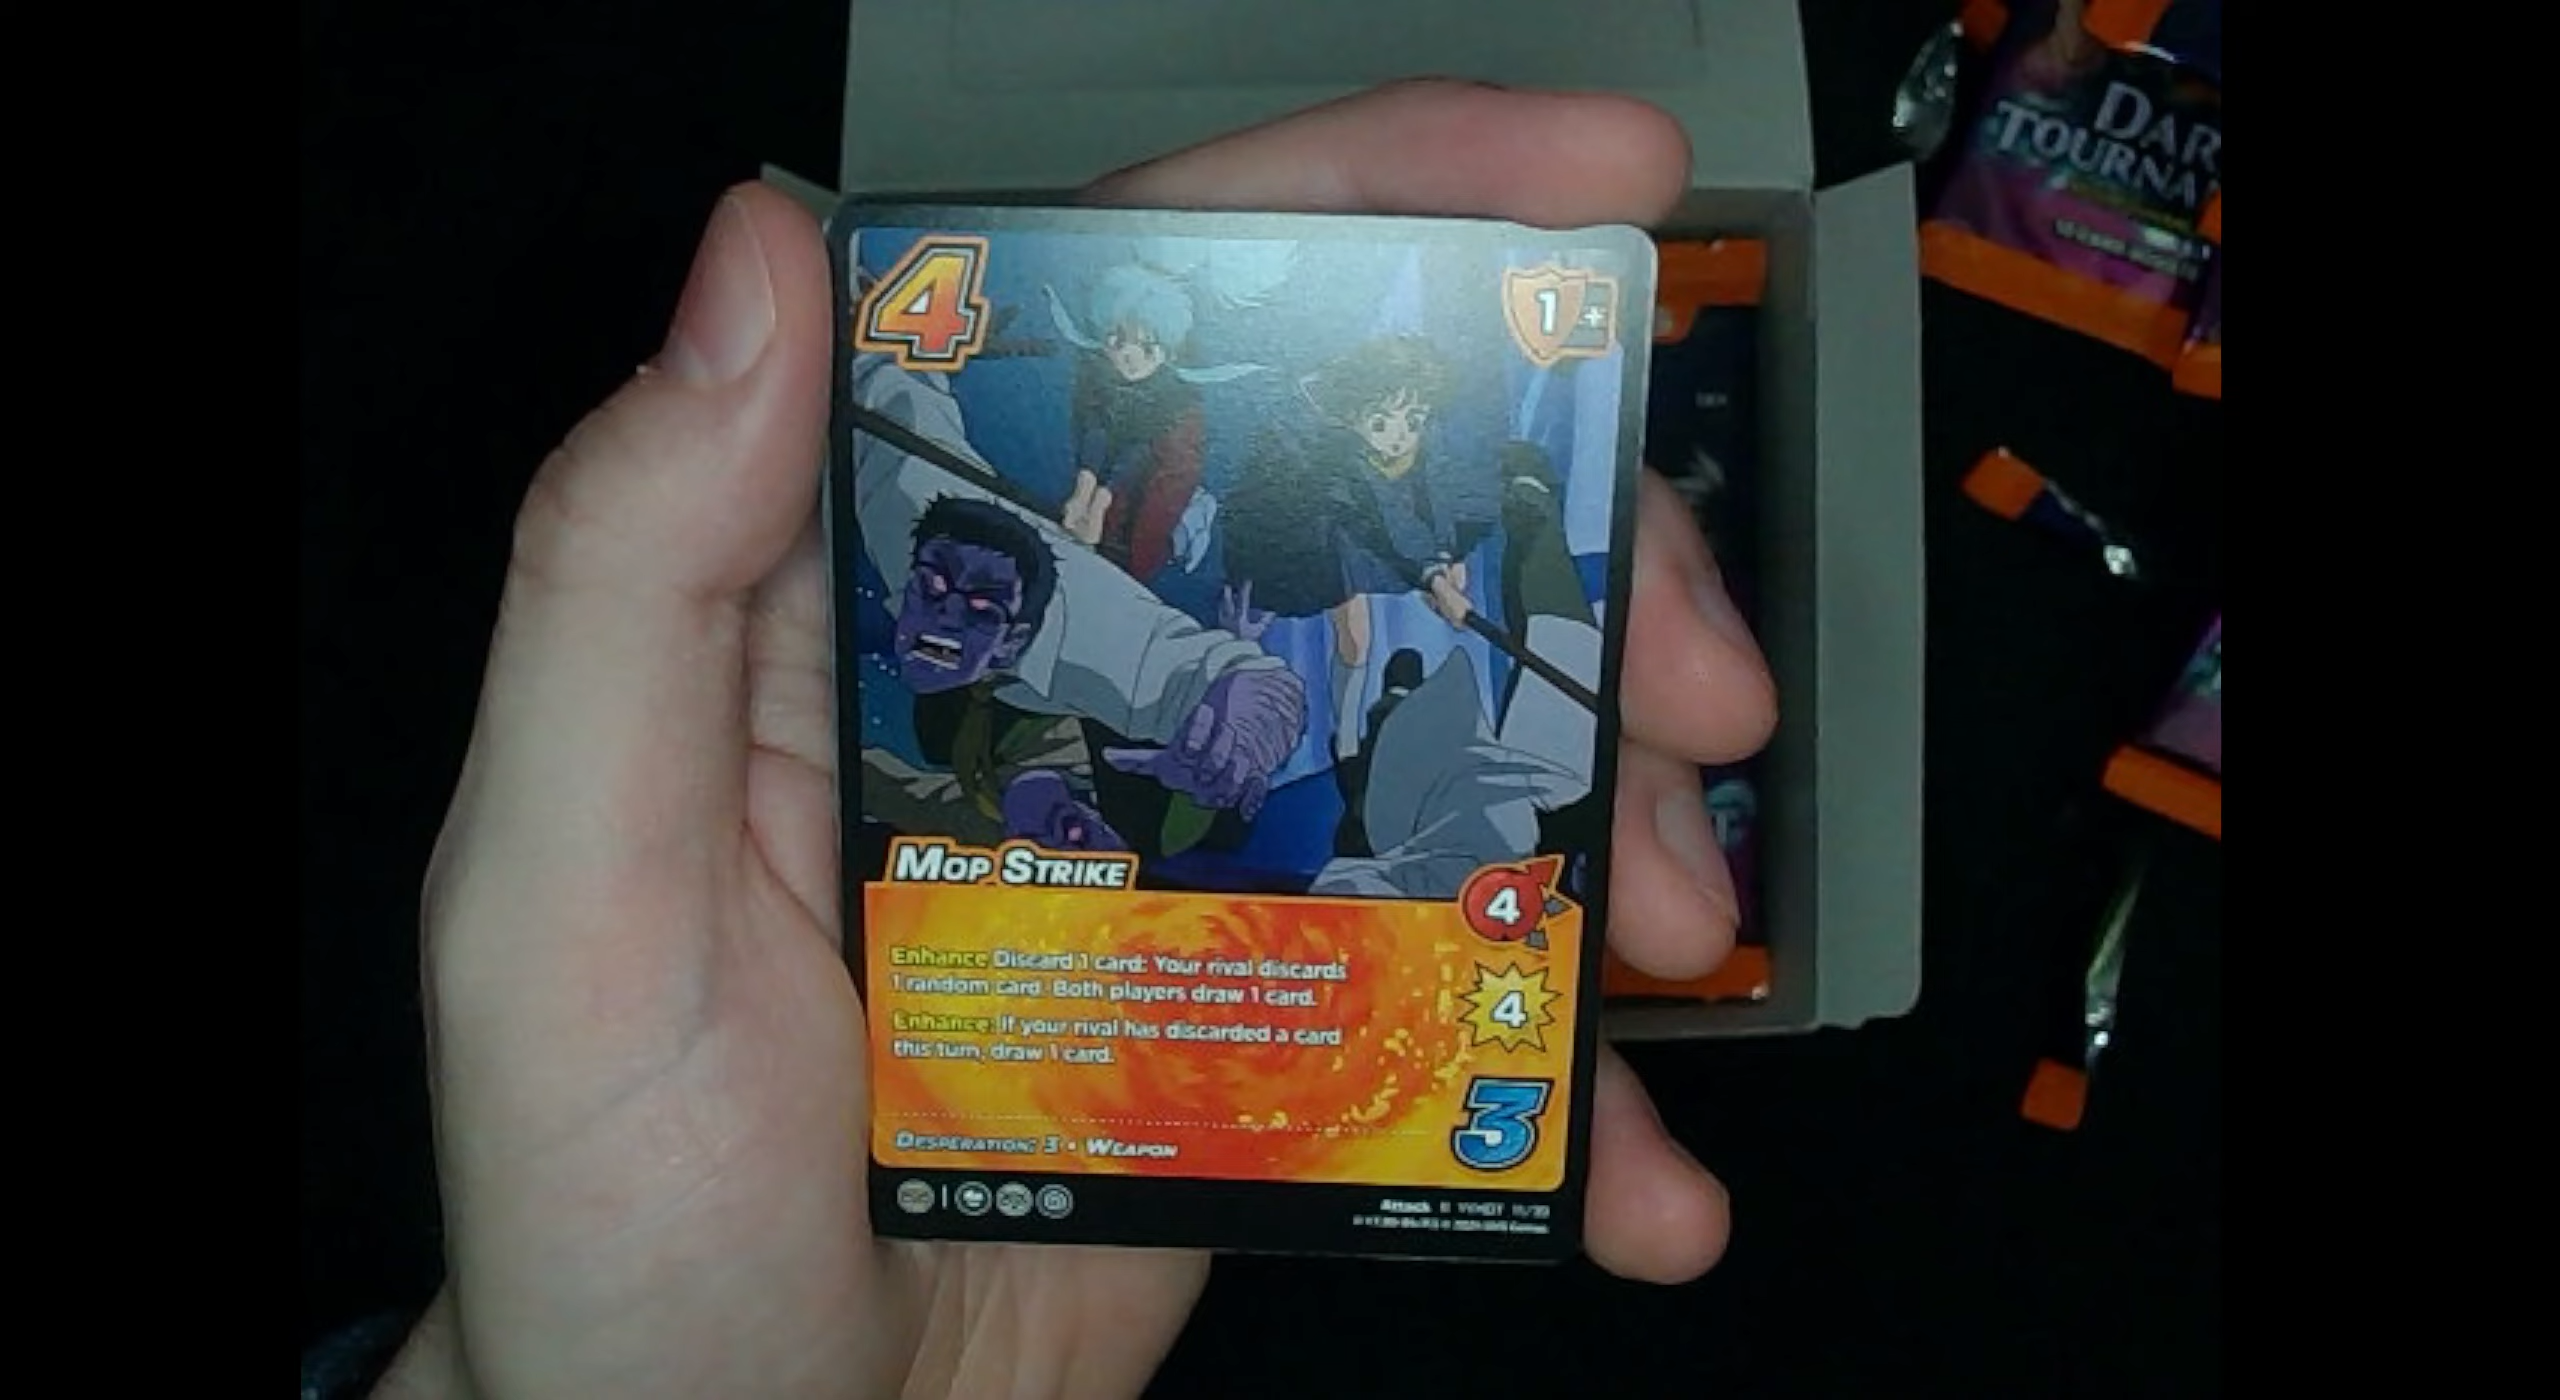 DAR
TOURNA
4
1 +
MOP STRIKE
4
Enhance Discard 1 card: Your rival discards
1 random card. Both players draw 1 card.
4
Enhance: If your rival has discarded a card
this turn, draw 1 card.
3
DESPERATION: 3 • WEAPON
Attack